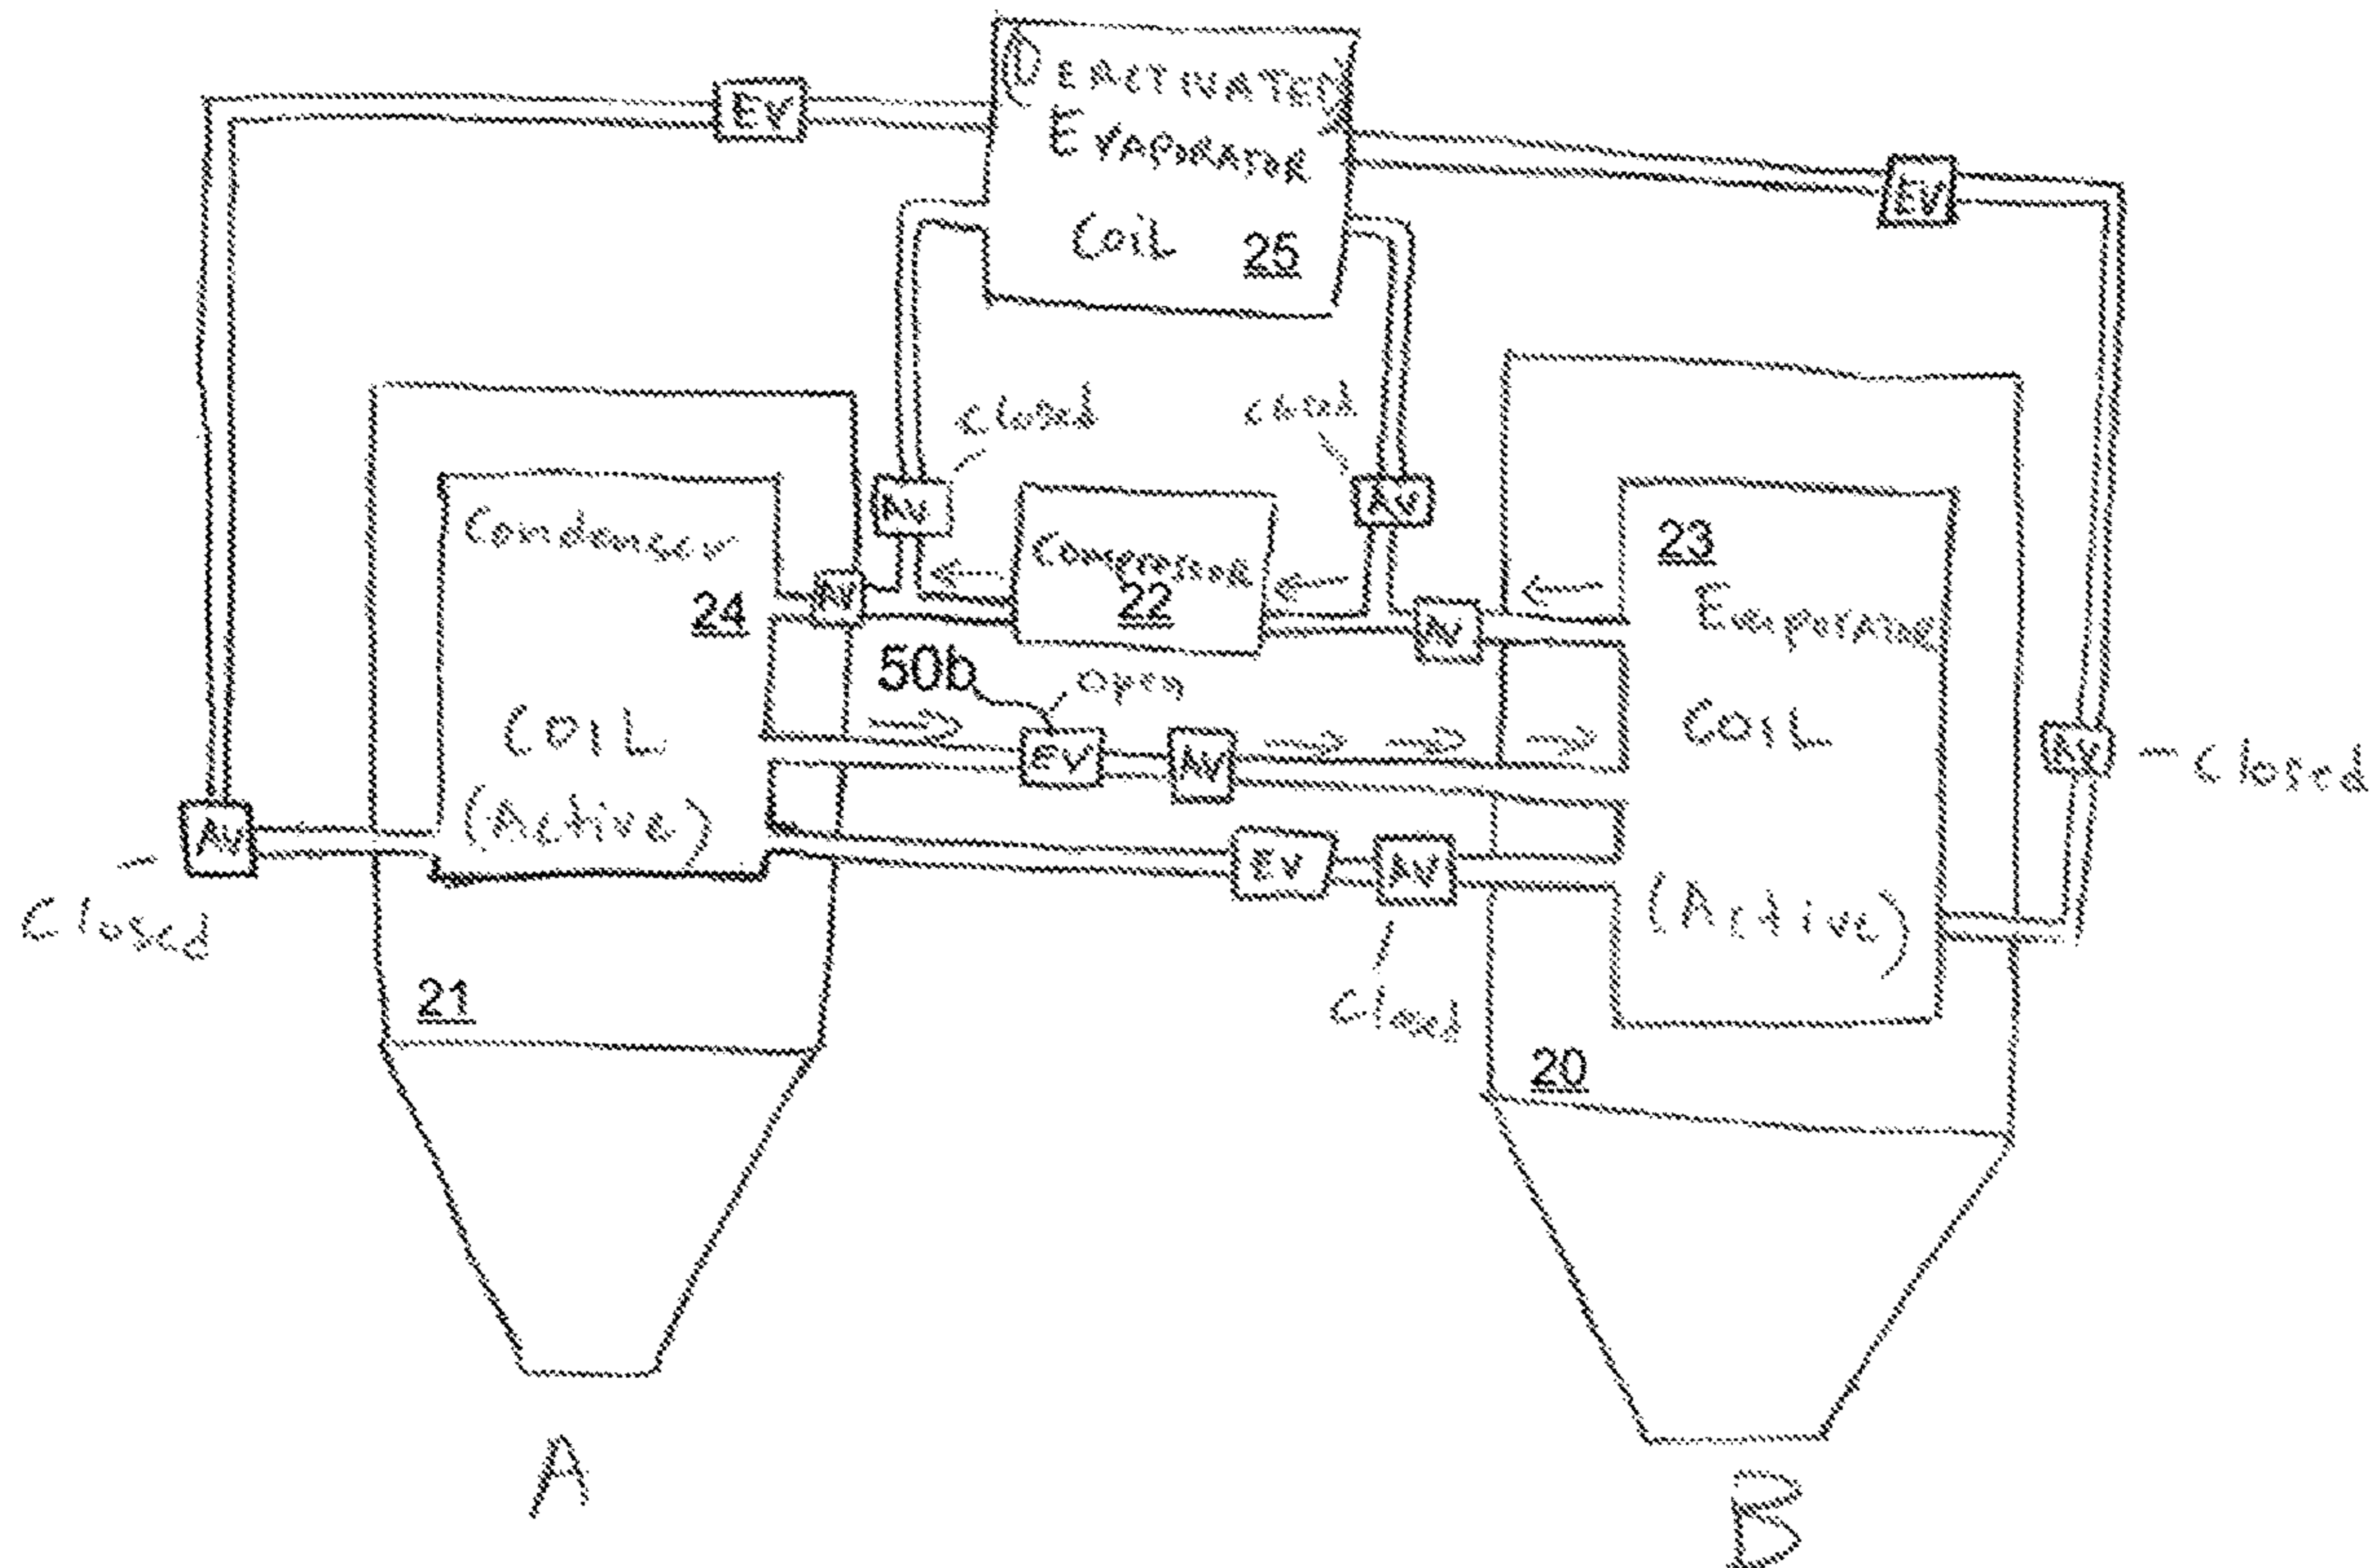 DEACTIVATED
EVAPORATOR
COIL 25
EV
EV
Closed
closed
AV
AV
Condenser
24
COIL
(Active)
AV
Compressor
22
AV
23
Evaporator
COIL
(Active)
50b
open
EV
AV
AV
- Closed
AV
- Closed
EV
AV
Closed
21
20
A
B